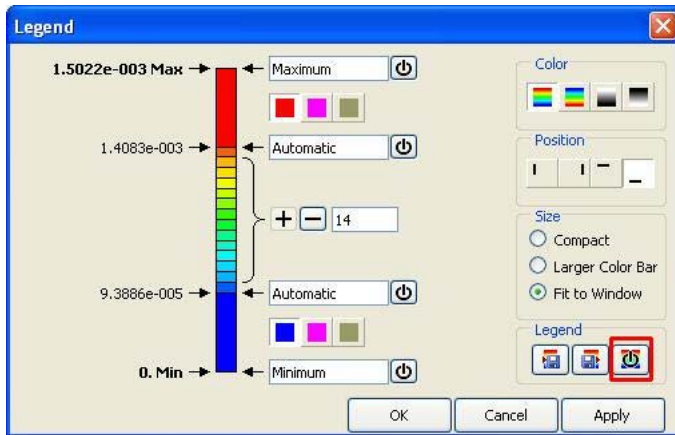 Legend
1.5022e-003 Max
Maximum
1.4083e-003
Automatic
14
9.3886e-005
Automatic
0. Min
Minimum
Color
Position
Size
Compact
Larger Color Bar
Fit to Window
Legend
OK
Cancel
Apply